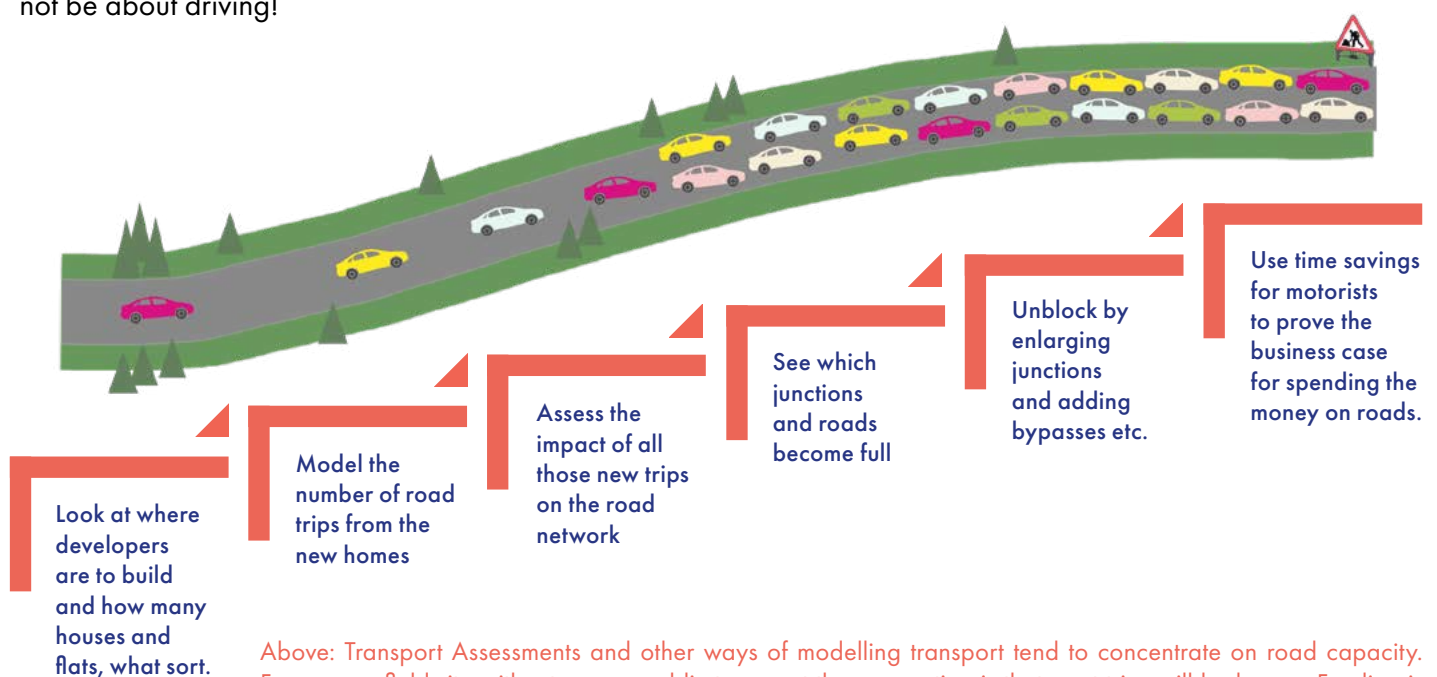 not be about driving!
Look at where
developers
are to build
and how many
houses and
flats, what sort.
Model the
number of road
trips from the
new homes
Assess the
impact of all
those new trips
on the road
network
See which
junctions
and roads
become full
Unblock by
enlarging
junctions
and adding
bypasses etc.
Use time savings
for motorists
to prove the
business case
for spending the
money on roads.
Above: Transport Assessments and other ways of modelling transport tend to concentrate on road capacity.